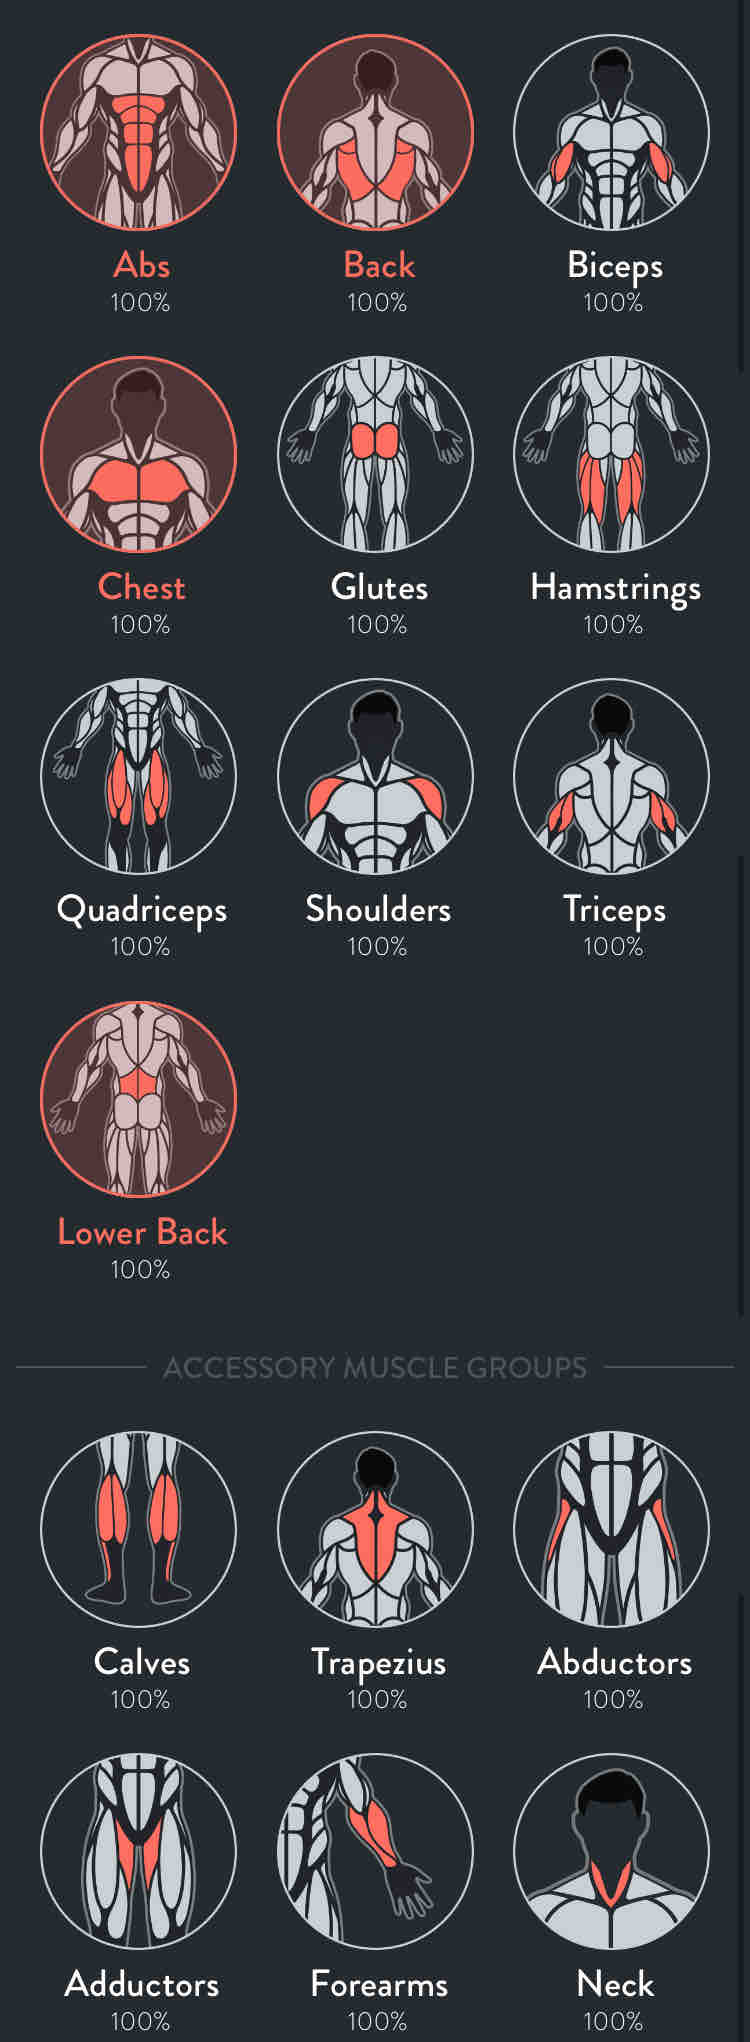 Abs Back Biceps
100% 100% 100%
Chest Glutes Hamstrings
100% 100% 100%
Quadriceps Shoulders Triceps
100% 100% 100%
Lower Back
100%
ACCESSORY MUSCLE GROUPS
Calves Trapezius Abductors
100% 100% 100%
Adductors Forearms Neck
100% 100% 100%